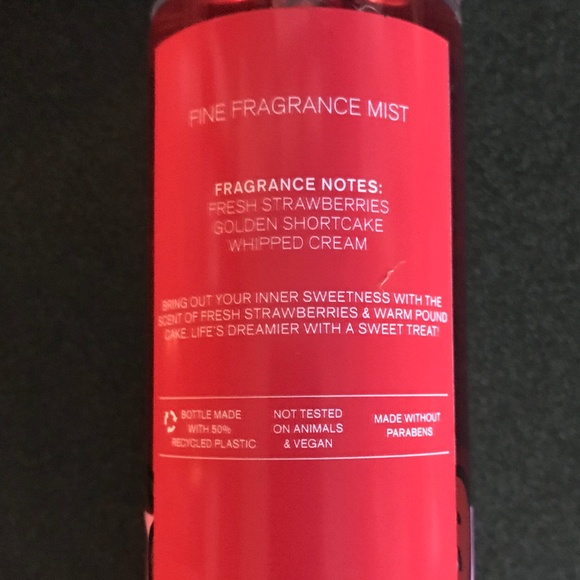 FINE FRAGRANCE MIST
FRAGRANCE NOTES:
FRESH STRAWBERRIES
GOLDEN SHORTCAKE
WHIPPED CREAM
BRING OUT YOUR INNER SWEETNESS WITH THE
SCENT OF FRESH STRAWBERRIES & WARM POUND
CAKE. LIFE'S DREAMIER WITH A SWEET TREAT!
BOTTLE MADE
WITH 50%
RECYCLED PLASTIC
NOT TESTED
ON ANIMALS
& VEGAN
MADE WITHOUT
PARABENS